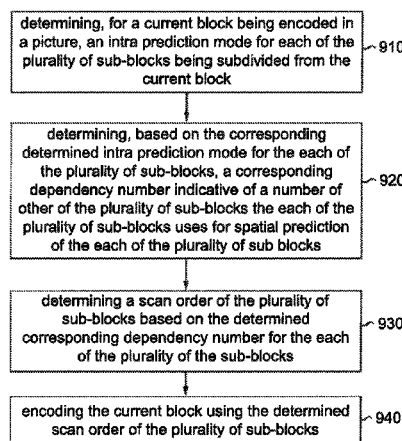 determining, for a current block being encoded in
a picture, an intra prediction mode for each of the
plurality of sub-blocks being subdivided from the
current block
910
determining, based on the corresponding
determined intra prediction mode for the each of
the plurality of sub-blocks, a corresponding
dependency number indicative of a number of
other of the plurality of sub-blocks the each of the
plurality of sub-blocks uses for spatial prediction
of the each of the plurality of sub blocks
920
determining a scan order of the plurality of
sub-blocks based on the determined
corresponding dependency number for the each
of the plurality of the sub-blocks
930
encoding the current block using the determined
scan order of the plurality of sub-blocks
940